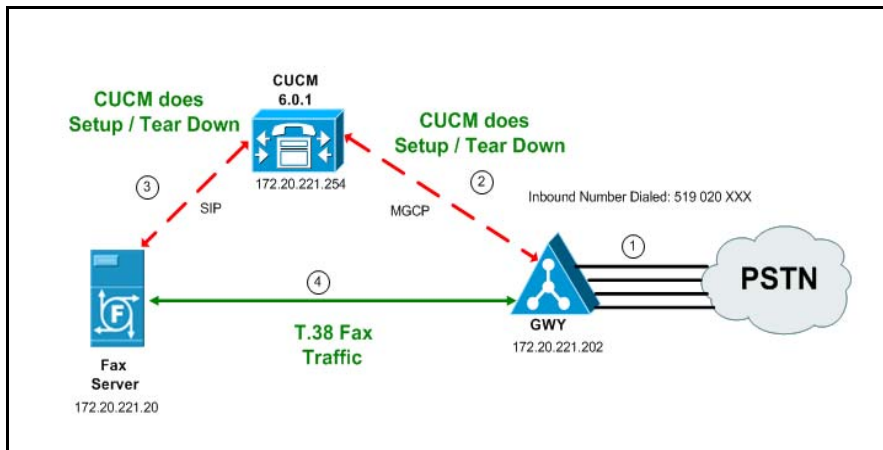 CUCM
6.0.1
CUCM does
Setup / Tear Down
CUCM does
Setup / Tear Down
172.20.221.254
3
2
SIP
MGCP
Inbound Number Dialed: 519 020 XXX
1
PSTN
F
4
T.38 Fax
Traffic
GWY
172.20.221.202
Fax
Server
172.20.221.20